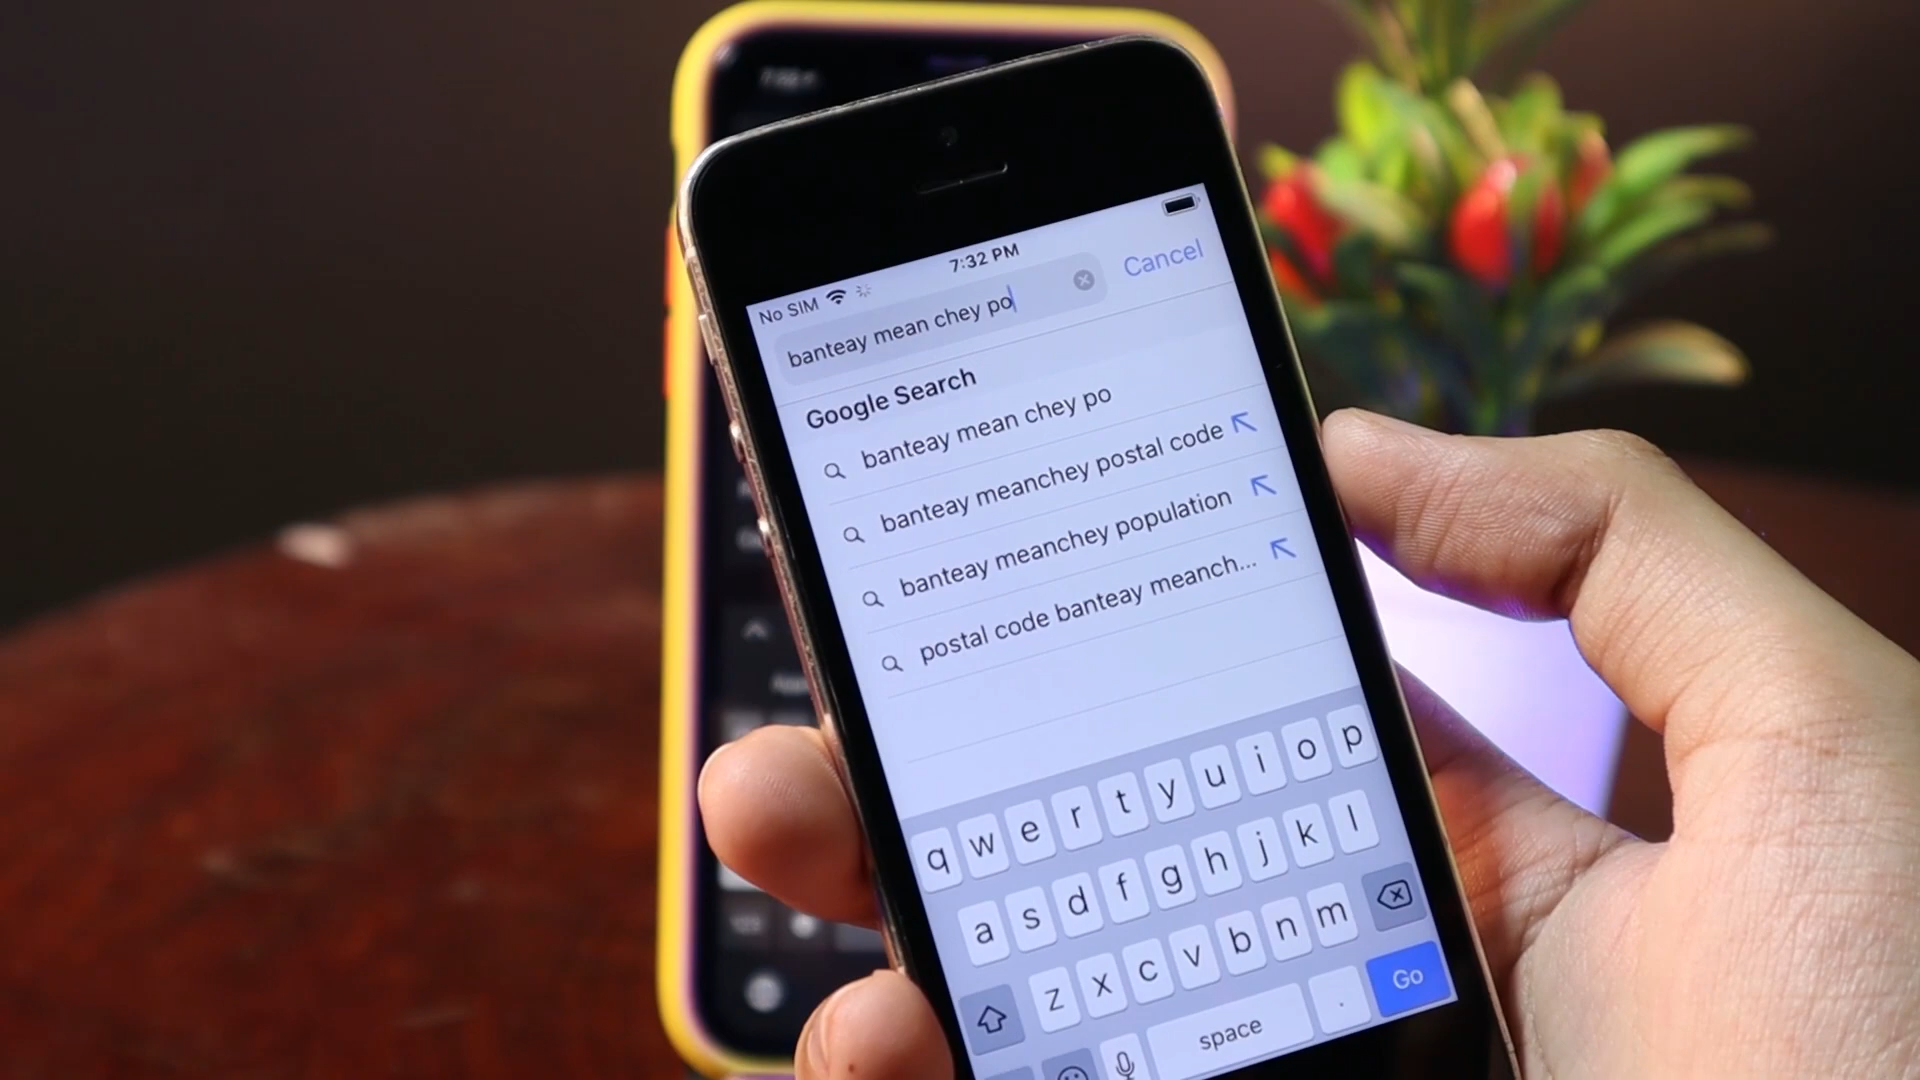 7:32 PM
No SIM
banteay mean chey po
Cancel
Google Search
banteay mean chey po
banteay meanchey postal code
banteay meanchey population
postal code banteay meanch...
q w e r t y u i o p
a s d f g h j k l
z x c v b n m
space . Go